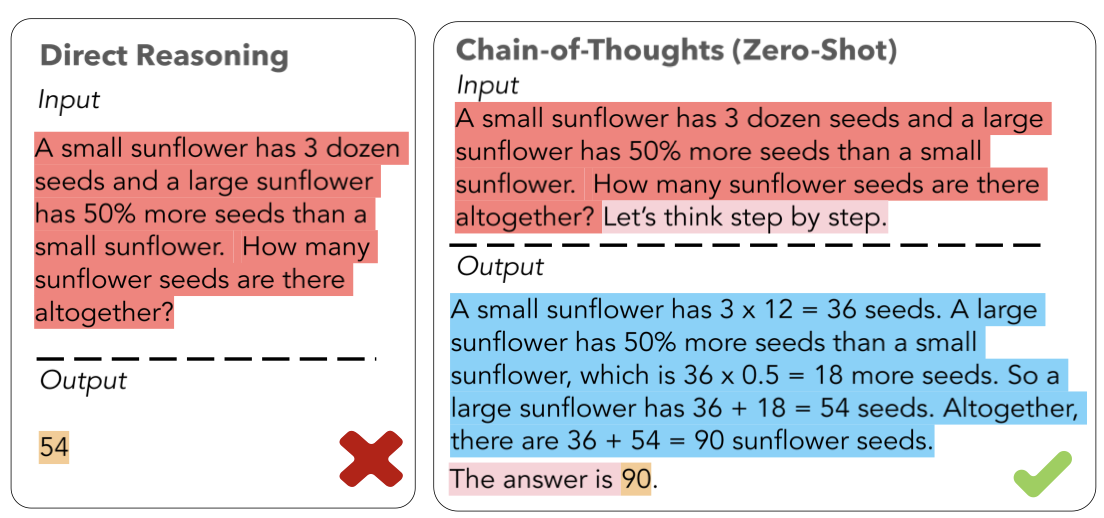 Direct Reasoning
Input
A small sunflower has 3 dozen
seeds and a large sunflower
has 50% more seeds than a
small sunflower. How many
sunflower seeds are there
altogether?
Output
54
Chain-of-Thoughts (Zero-Shot)
Input
A small sunflower has 3 dozen seeds and a large
sunflower has 50% more seeds than a small
sunflower. How many sunflower seeds are there
altogether? Let’s think step by step.
Output
A small sunflower has 3 x 12 = 36 seeds. A large
sunflower has 50% more seeds than a small
sunflower, which is 36 x 0.5 = 18 more seeds. So a
large sunflower has 36 + 18 = 54 seeds. Altogether,
there are 36 + 54 = 90 sunflower seeds.
The answer is 90.